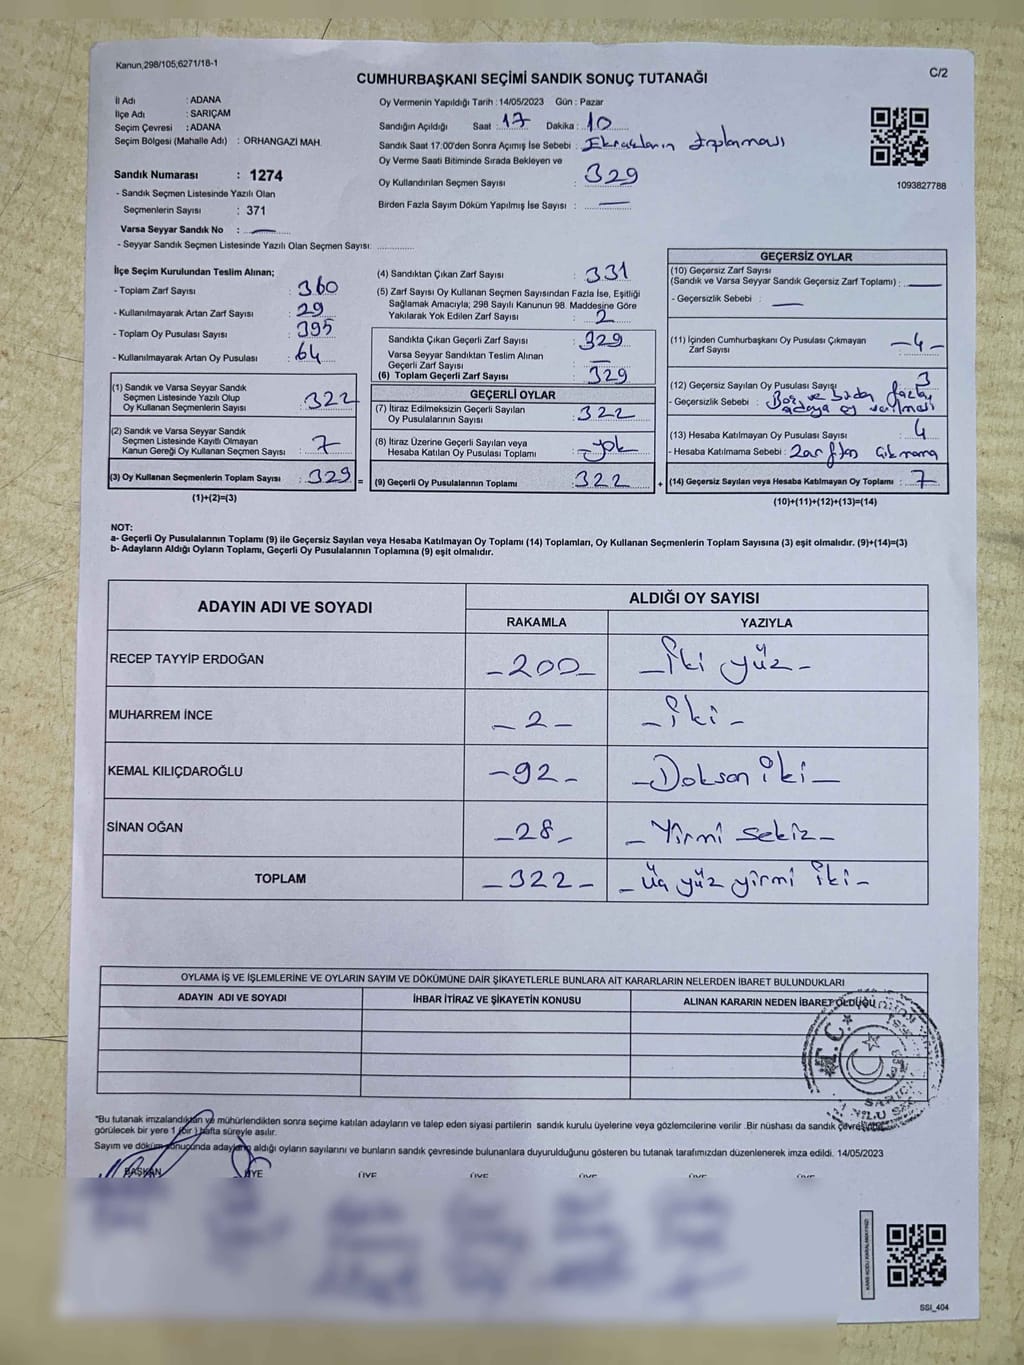 Kanun,298/105,6271/18-1
C/2
CUMHURBAŞKANI SEÇİMİ SANDIK SONUÇ TUTANAĞI
İl Adı : ADANA
İlçe Adı : SARIÇAM
Seçim Çevresi : ADANA
Seçim Bölgesi (Mahalle Adı) : ORHANGAZİ MAH.
Sandık Numarası : 1274
- Sandık Seçmen Listesinde Yazılı Olan
Seçmenlerin Sayısı : 371
Varsa Seyyar Sandık No : —
- Seyyar Sandık Seçmen Listesinde Yazılı Olan Seçmen Sayısı: ............
Oy Vermenin Yapıldığı Tarih : 14/05/2023 Gün : Pazar
Sandığın Açıldığı Saat : 17 Dakika : 10
Sandık Saat 17:00'den Sonra Açımış İse Sebebi : Evrakların toplanması
Oy Verme Saati Bitiminde Sırada Bekleyen ve
Oy Kullandırılan Seçmen Sayısı : 329
Birden Fazla Sayım Döküm Yapılmış İse Sayısı : —
1093827788
İlçe Seçim Kurulundan Teslim Alınan;
- Toplam Zarf Sayısı : 360
- Kullanılmayarak Artan Zarf Sayısı : 29
- Toplam Oy Pusulası Sayısı : 395
- Kullanılmayarak Artan Oy Pusulası : 64
(1) Sandık ve Varsa Seyyar Sandık
Seçmen Listesinde Yazılı Olup
Oy Kullanan Seçmenlerin Sayısı : 322
(2) Sandık ve Varsa Seyyar Sandık
Seçmen Listesinde Kayıtlı Olmayan
Kanun Gereği Oy Kullanan Seçmen Sayısı : 7
(3) Oy Kullanan Seçmenlerin Toplam Sayısı : 329 =
(1)+(2)=(3)
(4) Sandıktan Çıkan Zarf Sayısı : 331
(5) Zarf Sayısı Oy Kullanan Seçmen Sayısından Fazla İse, Eşitliği
Sağlamak Amacıyla; 298 Sayılı Kanunun 98. Maddesine Göre
Yakılarak Yok Edilen Zarf Sayısı : 2
Sandıkta Çıkan Geçerli Zarf Sayısı : 329
Varsa Seyyar Sandıktan Teslim Alınan
Geçerli Zarf Sayısı : —
(6) Toplam Geçerli Zarf Sayısı : 329
GEÇERLİ OYLAR
(7) İtiraz Edilmeksizin Geçerli Sayılan
Oy Pusulalarının Sayısı : 322
(8) İtiraz Üzerine Geçerli Sayılan veya
Hesaba Katılan Oy Pusulası Toplamı : -yok
(9) Geçerli Oy Pusulalarının Toplamı : 322 +
GEÇERSİZ OYLAR
(10) Geçersiz Zarf Sayısı
(Sandık ve Varsa Seyyar Sandık Geçersiz Zarf Toplamı) : —
- Geçersizlik Sebebi : —
(11) İçinden Cumhurbaşkanı Oy Pusulası Çıkmayan
Zarf Sayısı : -4-
(12) Geçersiz Sayılan Oy Pusulası Sayısı : 3
- Geçersizlik Sebebi : Boş ve birden fazla
adaya oy verilmesi
(13) Hesaba Katılmayan Oy Pusulası Sayısı : 4
- Hesaba Katılmama Sebebi : Zarftan Çıkmama
(14) Geçersiz Sayılan veya Hesaba Katılmayan Oy Toplamı : 7
(10)+(11)+(12)+(13)=(14)
NOT:
a- Geçerli Oy Pusulalarının Toplamı (9) ile Geçersiz Sayılan veya Hesaba Katılmayan Oy Toplamı (14) Toplamları, Oy Kullanan Seçmenlerin Toplam Sayısına (3) eşit olmalıdır. (9)+(14)=(3)
b- Adayların Aldığı Oyların Toplamı, Geçerli Oy Pusulalarının Toplamına (9) eşit olmalıdır.
ADAYIN ADI VE SOYADI
ALDIĞI OY SAYISI
RAKAMLA YAZIYLA
RECEP TAYYİP ERDOĞAN -200- -İki yüz-
MUHARREM İNCE -2- -İki-
KEMAL KILIÇDAROĞLU -92- -Doksan iki-
SİNAN OĞAN -28- -Yirmi sekiz-
TOPLAM -322- -Üç yüz yirmi iki-
OYLAMA İŞ VE İŞLEMLERİNE VE OYLARIN SAYIM VE DÖKÜMÜNE DAİR ŞİKAYETLERLE BUNLARA AİT KARARLARIN NELERDEN İBARET BULUNDUKLARI
ADAYIN ADI VE SOYADI İHBAR İTİRAZ VE ŞİKAYETİN KONUSU ALINAN KARARIN NEDEN İBARET OLDUĞU
T.C.
"Bu tutanak imzalandıktan ve mühürlendikten sonra seçime katılan adayların ve talep eden siyasi partilerin sandık kurulu üyelerine veya gözlemcilerine verilir .Bir nüshası da sandık çevresinde
görülecek bir yere 1 (bir ) hafta süreyle asılır.
Sayım ve döküm sonucunda adayların aldığı oyların sayılarını ve bunların sandık çevresinde bulunanlara duyurulduğunu gösteren bu tutanak tarafımızdan düzenlenerek imza edildi. 14/05/2023
BAŞKAN ÜYE ÜYE ÜYE ÜYE ÜYE ÜYE
SSI_404